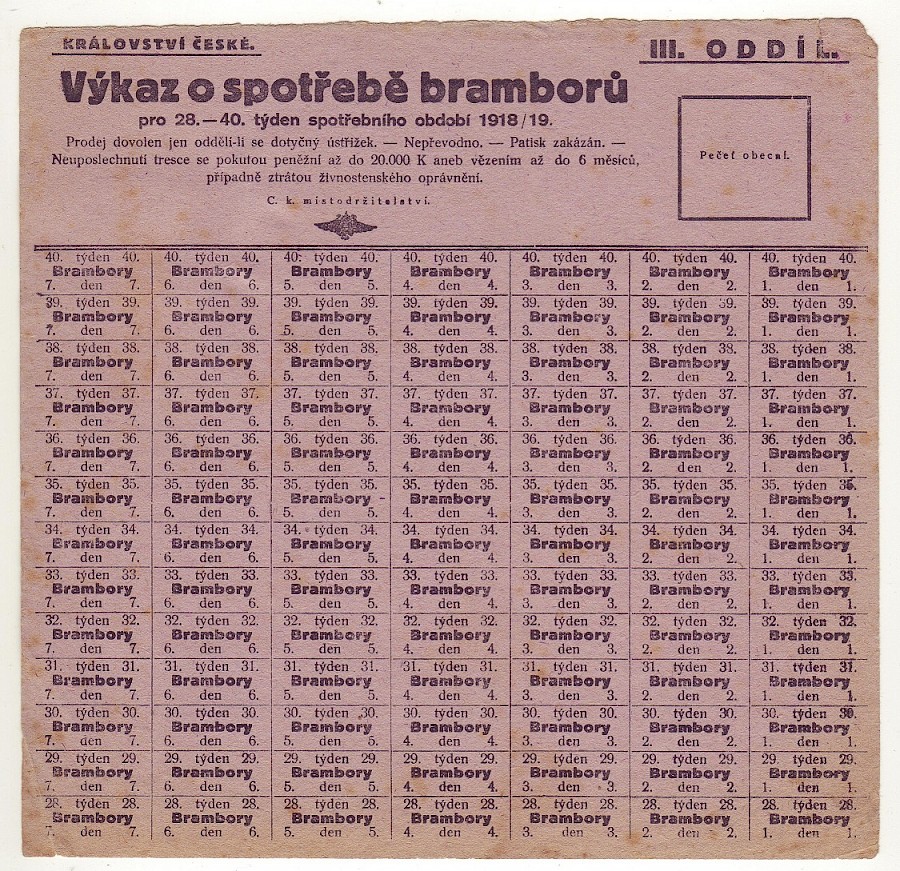 KRÁLOVSTVÍ ČESKÉ.
III. ODDÍL.
Výkaz o spotřebě bramborů
pro 28.—40. týden spotřebního období 1918/19.
Prodej dovolen jen oddělí-li se dotyčný ústřižek. — Nepřevodno. — Patisk zakázán. —
Neuposlechnutí tresce se pokutou peněžní až do 20.000 K aneb vězením až do 6 měsíců,
případně ztrátou živnostenského oprávnění.
C. k. místodržitelství.
Pečeť obecní.
40. týden 40. 40. týden 40. 40. týden 40. 40. týden 40. 40. týden 40. 40. týden 40. 40. týden 40.
Brambory Brambory Brambory Brambory Brambory Brambory Brambory
7. den 7. 6. den 6. 5. den 5. 4. den 4. 3. den 3. 2. den 2. 1. den 1.
39. týden 39. 39. týden 39. 39. týden 39. 39. týden 39. 39. týden 39. 39. týden 39. 39. týden 39.
Brambory Brambory Brambory Brambory Brambory Brambory Brambory
7. den 7. 6. den 6. 5. den 5. 4. den 4. 3. den 3. 2. den 2. 1. den 1.
38. týden 38. 38. týden 38. 38. týden 38. 38. týden 38. 38. týden 38. 38. týden 38. 38. týden 38.
Brambory Brambory Brambory Brambory Brambory Brambory Brambory
7. den 7. 6. den 6. 5. den 5. 4. den 4. 3. den 3. 2. den 2. 1. den 1.
37. týden 37. 37. týden 37. 37. týden 37. 37. týden 37. 37. týden 37. 37. týden 37. 37. týden 37.
Brambory Brambory Brambory Brambory Brambory Brambory Brambory
7. den 7. 6. den 6. 5. den 5. 4. den 4. 3. den 3. 2. den 2. 1. den 1.
36. týden 36. 36. týden 36. 36. týden 36. 36. týden 36. 36. týden 36. 36. týden 36. 36. týden 36.
Brambory Brambory Brambory Brambory Brambory Brambory Brambory
7. den 7. 6. den 6. 5. den 5. 4. den 4. 3. den 3. 2. den 2. 1. den 1.
35. týden 35. 35. týden 35. 35. týden 35. 35. týden 35. 35. týden 35. 35. týden 35. 35. týden 35.
Brambory Brambory Brambory Brambory Brambory Brambory Brambory
7. den 7. 6. den 6. 5. den 5. 4. den 4. 3. den 3. 2. den 2. 1. den 1.
34. týden 34. 34. týden 34. 34. týden 34. 34. týden 34. 34. týden 34. 34. týden 34. 34. týden 34.
Brambory Brambory Brambory Brambory Brambory Brambory Brambory
7. den 7. 6. den 6. 5. den 5. 4. den 4. 3. den 3. 2. den 2. 1. den 1.
33. týden 33. 33. týden 33. 33. týden 33. 33. týden 33. 33. týden 33. 33. týden 33. 33. týden 33.
Brambory Brambory Brambory Brambory Brambory Brambory Brambory
7. den 7. 6. den 6. 5. den 5. 4. den 4. 3. den 3. 2. den 2. 1. den 1.
32. týden 32. 32. týden 32. 32. týden 32. 32. týden 32. 32. týden 32. 32. týden 32. 32. týden 32.
Brambory Brambory Brambory Brambory Brambory Brambory Brambory
7. den 7. 6. den 6. 5. den 5. 4. den 4. 3. den 3. 2. den 2. 1. den 1.
31. týden 31. 31. týden 31. 31. týden 31. 31. týden 31. 31. týden 31. 31. týden 31. 31. týden 31.
Brambory Brambory Brambory Brambory Brambory Brambory Brambory
7. den 7. 6. den 6. 5. den 5. 4. den 4. 3. den 3. 2. den 2. 1. den 1.
30. týden 30. 30. týden 30. 30. týden 30. 30. týden 30. 30. týden 30. 30. týden 30. 30. týden 30.
Brambory Brambory Brambory Brambory Brambory Brambory Brambory
7. den 7. 6. den 6. 5. den 5. 4. den 4. 3. den 3. 2. den 2. 1. den 1.
29. týden 29. 29. týden 29. 29. týden 29. 29. týden 29. 29. týden 29. 29. týden 29. 29. týden 29.
Brambory Brambory Brambory Brambory Brambory Brambory Brambory
7. den 7. 6. den 6. 5. den 5. 4. den 4. 3. den 3. 2. den 2. 1. den 1.
28. týden 28. 28. týden 28. 28. týden 28. 28. týden 28. 28. týden 28. 28. týden 28. 28. týden 28.
Brambory Brambory Brambory Brambory Brambory Brambory Brambory
7. den 7. 6. den 6. 5. den 5. 4. den 4. 3. den 3. 2. den 2. 1. den 1.